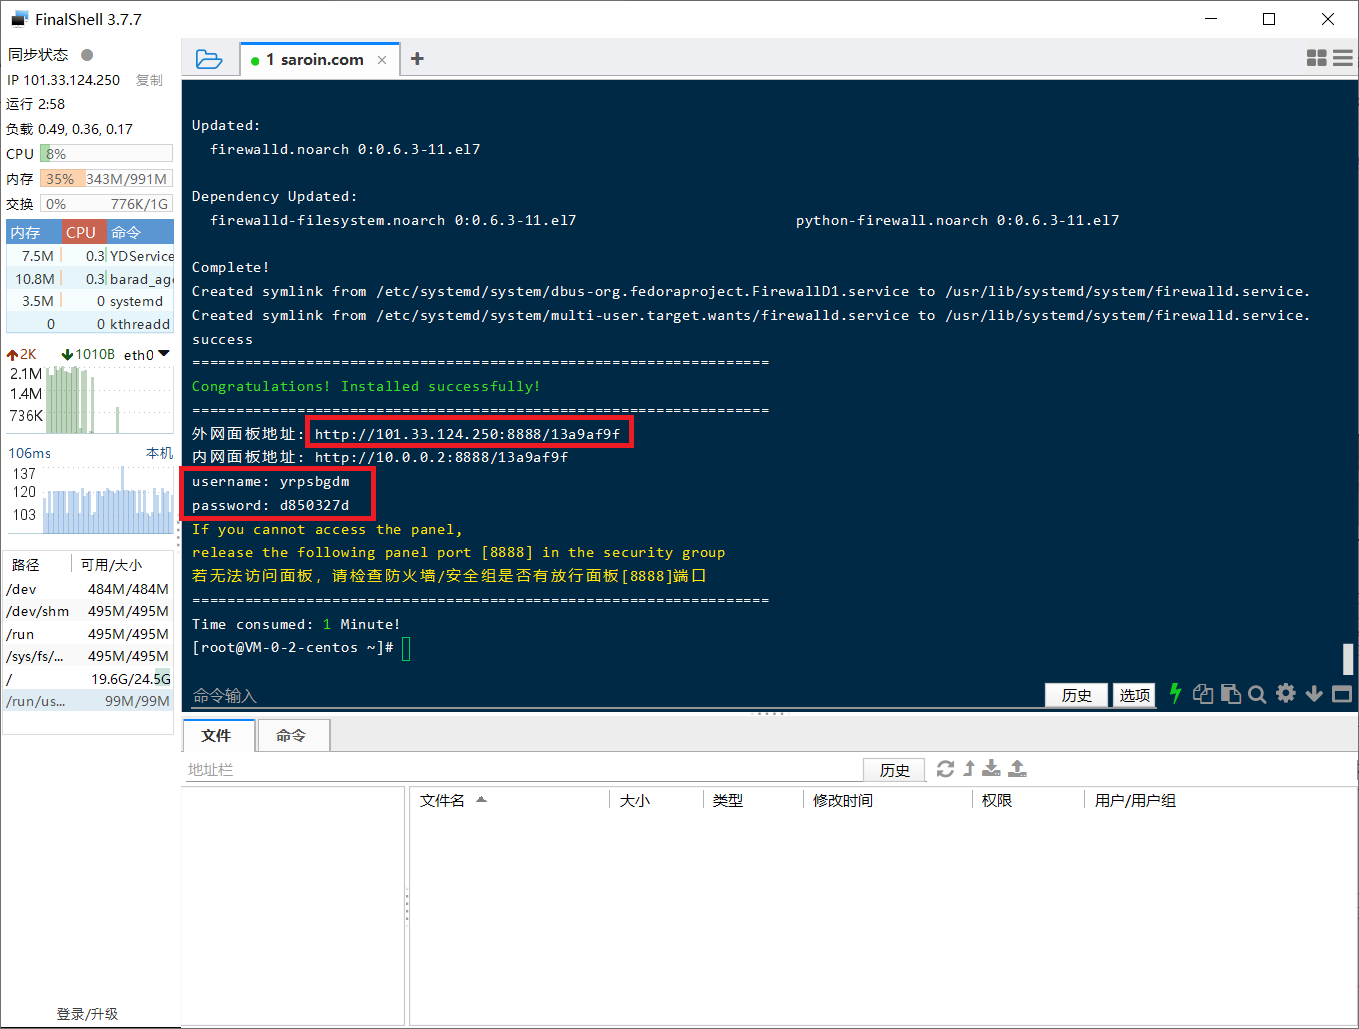 FinalShell 3.7.7
同步状态
IP 101.33.124.250 复制
运行 2:58
负载 0.49, 0.36, 0.17
CPU 8%
内存 35% 343M/991M
交换 0% 776K/1G
内存 CPU 命令
7.5M 0.3 YDService
10.8M 0.3 barad_age
3.5M 0 systemd
0 0 kthreadd
2K 1010B eth0
2.1M
1.4M
736K
106ms 本机
137
120
103
路径 可用/大小
/dev 484M/484M
/dev/shm 495M/495M
/run 495M/495M
/sys/fs/... 495M/495M
/ 19.6G/24.5G
/run/us... 99M/99M
登录/升级
1 saroin.com
Updated:
firewalld.noarch 0:0.6.3-11.el7
Dependency Updated:
firewalld-filesystem.noarch 0:0.6.3-11.el7 python-firewall.noarch 0:0.6.3-11.el7
Complete!
Created symlink from /etc/systemd/system/dbus-org.fedoraproject.FirewallD1.service to /usr/lib/systemd/system/firewalld.service.
Created symlink from /etc/systemd/system/multi-user.target.wants/firewalld.service to /usr/lib/systemd/system/firewalld.service.
success
==================================================================
Congratulations! Installed successfully!
==================================================================
外网面板地址: http://101.33.124.250:8888/13a9af9f
内网面板地址: http://10.0.0.2:8888/13a9af9f
username: yrpsbgdm
password: d850327d
If you cannot access the panel,
release the following panel port [8888] in the security group
若无法访问面板，请检查防火墙/安全组是否有放行面板[8888]端口
==================================================================
Time consumed: 1 Minute!
[root@VM-0-2-centos ~]#
命令输入 历史 选项
文件 命令
地址栏 历史
文件名 大小 类型 修改时间 权限 用户/用户组